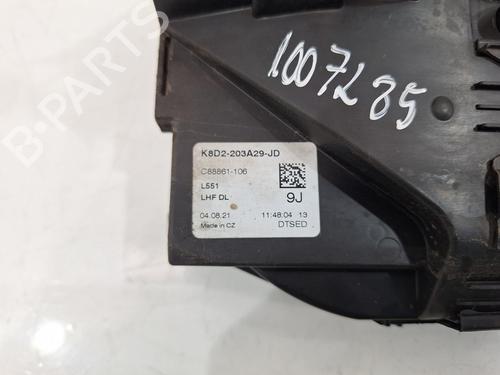 1007285
K8D2-203A29-JD
C88861-106
L551
LHF DL
9J
04.08.21 11:48:04 13
Made in CZ DTSED
B-PARTS